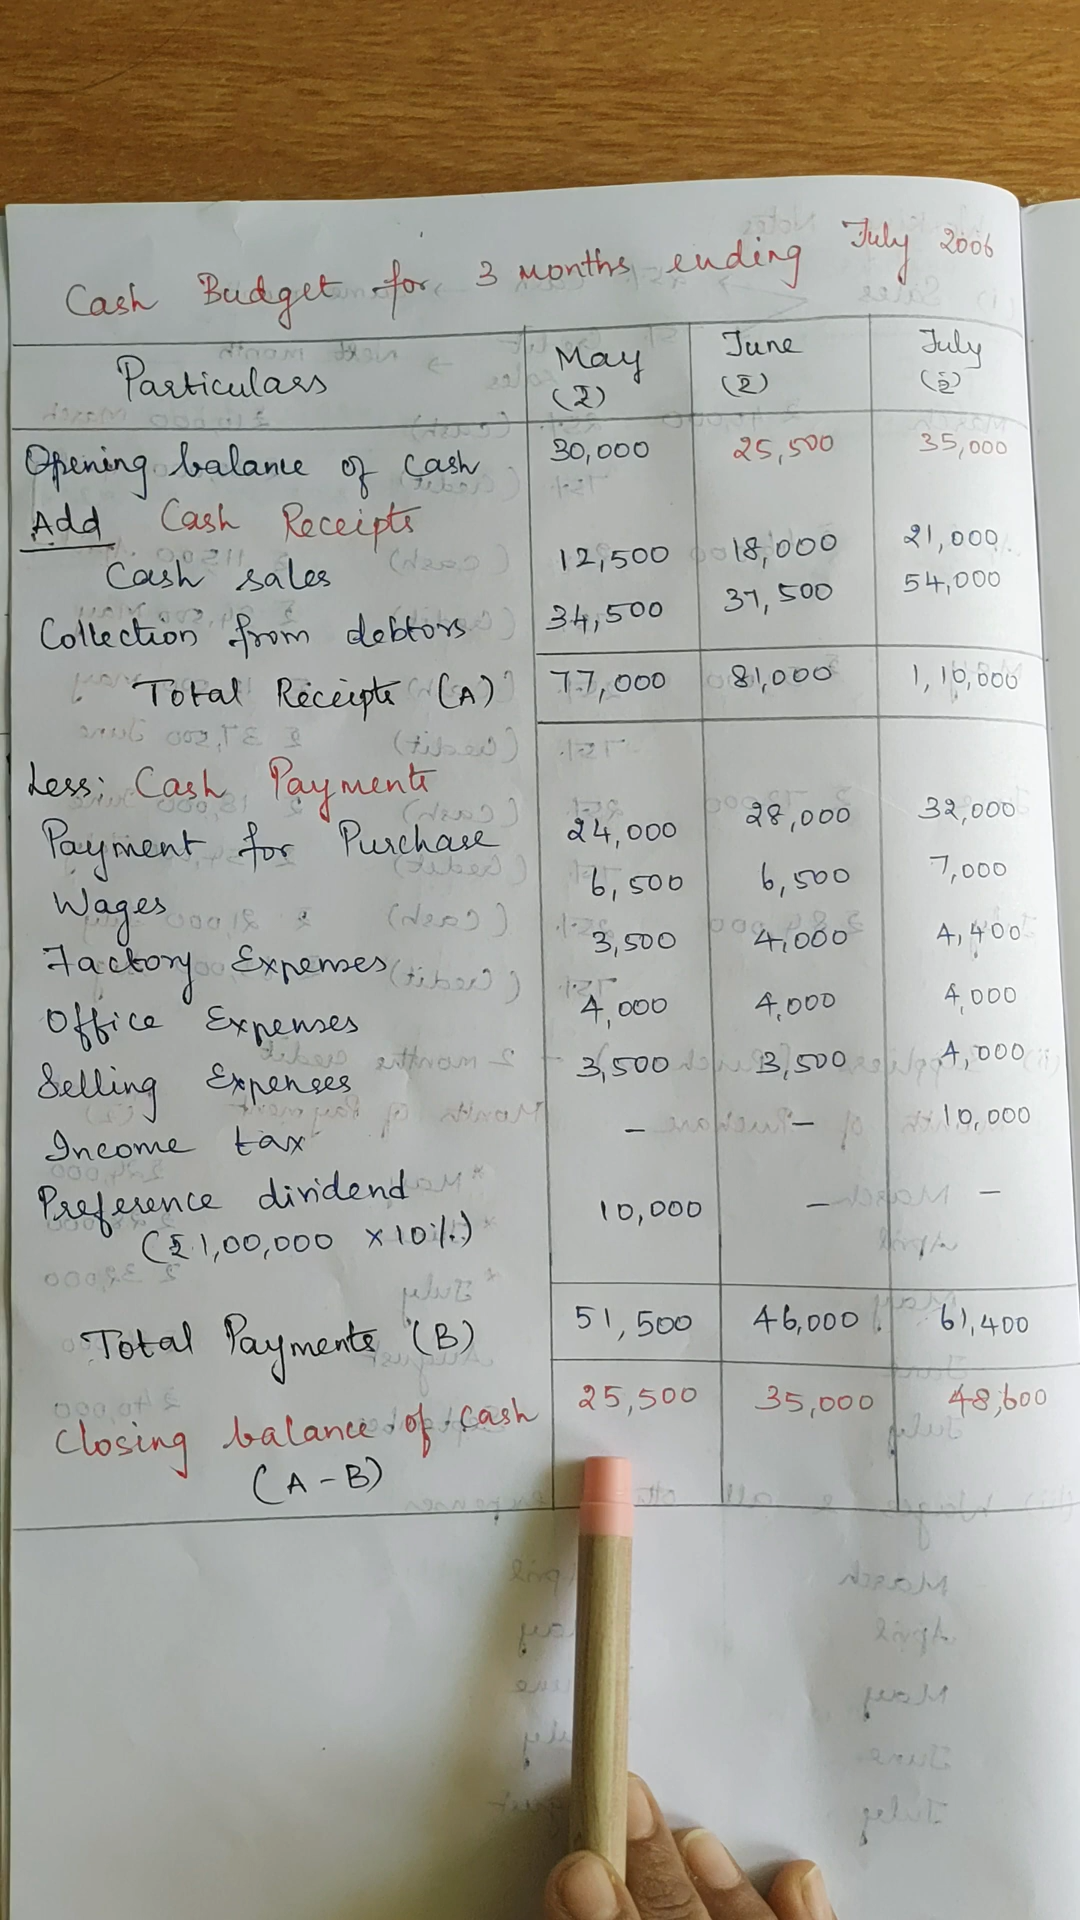 Cash Budget for 3 months ending July 2006
Particulars May (₹) June (₹) July (₹)
Opening balance of cash 30,000 25,500 35,000
Add Cash Receipts
Cash sales 12,500 18,000 21,000
Collection from debtors 34,500 37,500 54,000
Total Receipts (A) 77,000 81,000 1,10,000
Less: Cash Payments
Payment for Purchase 24,000 28,000 32,000
Wages 6,500 6,500 7,000
Factory Expenses 3,500 4,000 4,400
Office Expenses 4,000 4,000 4,000
Selling Expenses 3,500 3,500 4,000
Income tax - - 10,000
Preference dividend 10,000 - -
(₹ 1,00,000 × 10%)
Total Payments (B) 51,500 46,000 61,400
Closing balance of cash 25,500 35,000 48,600
(A - B)